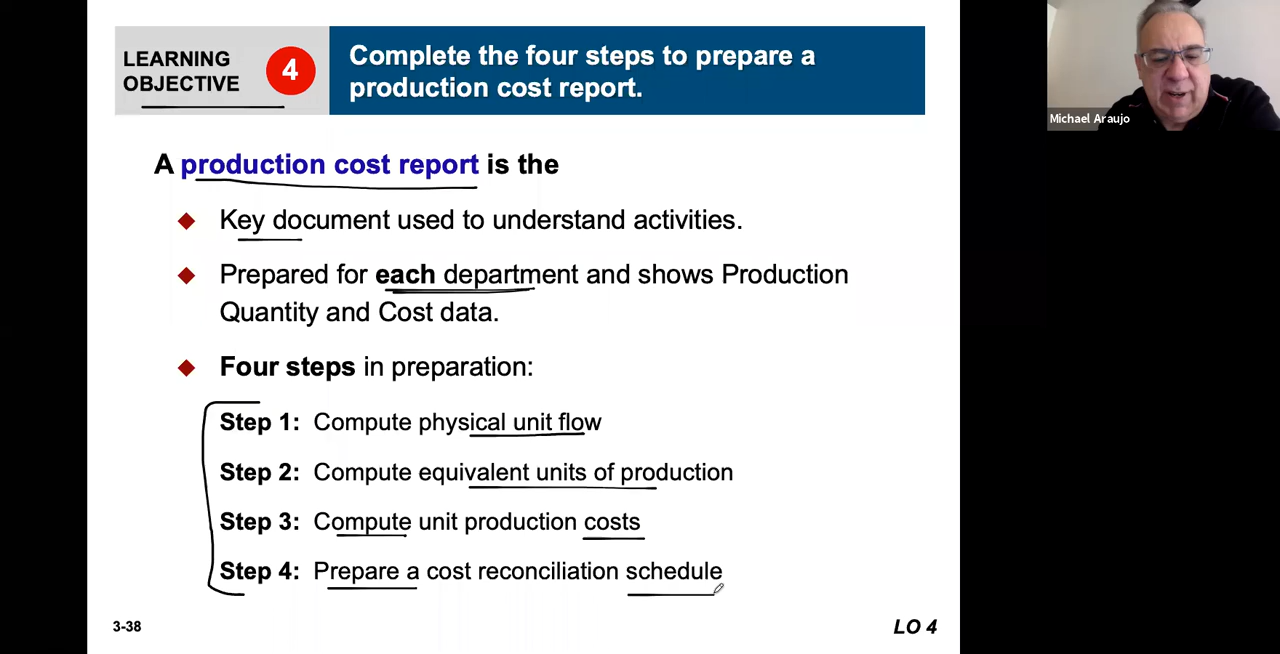 LEARNING
OBJECTIVE
4
Complete the four steps to prepare a
production cost report.
Michael Araujo
A production cost report is the
Key document used to understand activities.
Prepared for each department and shows Production
Quantity and Cost data.
Four steps in preparation:
Step 1: Compute physical unit flow
Step 2: Compute equivalent units of production
Step 3: Compute unit production costs
Step 4: Prepare a cost reconciliation schedule
3-38
LO 4